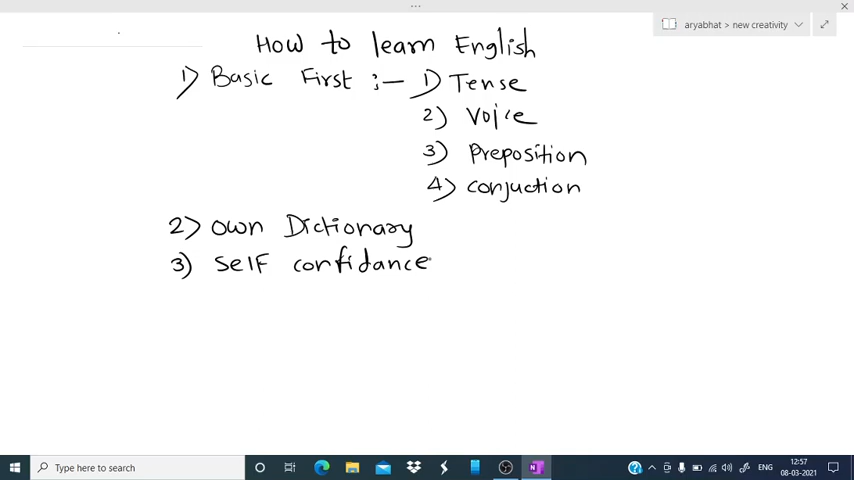 aryabhat > new creativity
How to learn English
1) Basic First :- 1) Tense
2) Voice
3) Preposition
4) conjuction
2) own Dictionary
3) self confidance
Type here to search
ENG
12:57
08-03-2021